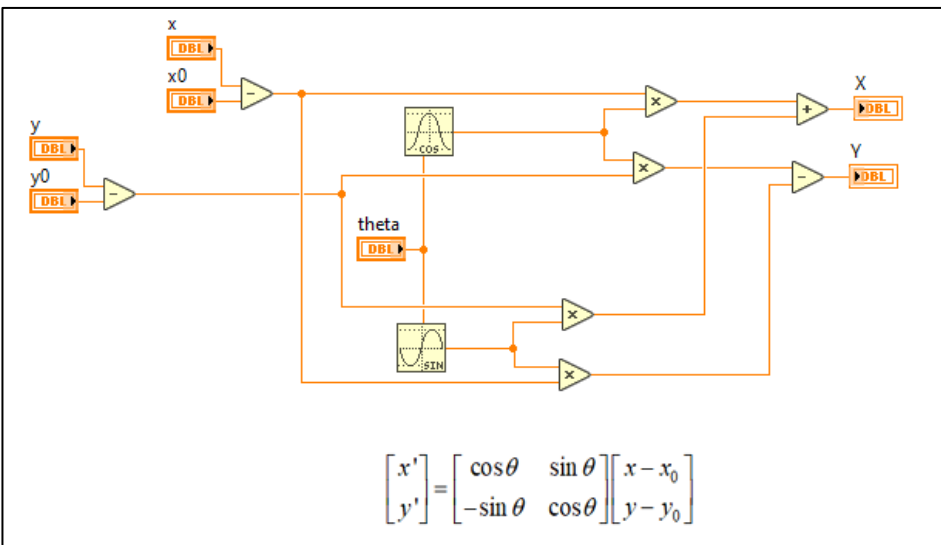 x
DBL
x0
DBL
-
y
DBL
y0
DBL
-
COS
theta
DBL
SIN
×
×
×
×
+
-
X
DBL
Y
DBL
[x'] = [cosθ sinθ] [x − x₀]
[y'] [−sinθ cosθ] [y − y₀]